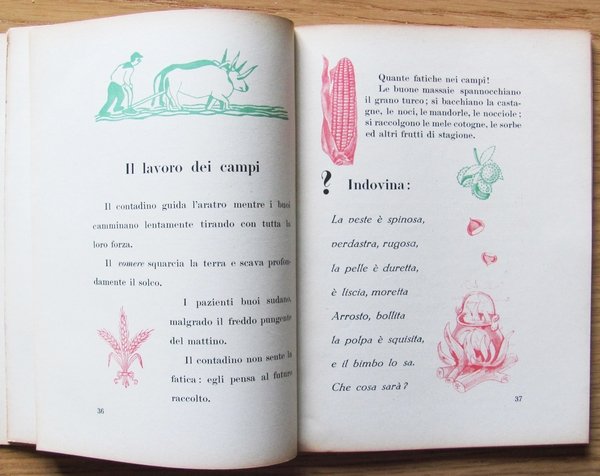 Il lavoro dei campi
Il contadino guida l'aratro mentre i buoi
camminano lentamente tirando con tutta la
loro forza.
Il vomere squarcia la terra e scava profon-
damente il solco.
I pazienti buoi sudano,
malgrado il freddo pungente
del mattino.
Il contadino non sente la
fatica: egli pensa al futuro
raccolto.
36
Quante fatiche nei campi!
Le buone massaie spannocchiano
il grano turco; si bacchiano la casta-
gne, le noci, le mandorle, le nocciole;
si raccolgono le mele cotogne, le sorbe
ed altri frutti di stagione.
? Indovina:
La veste è spinosa,
verdastra, rugosa,
la pelle è duretta,
è liscia, moretta
Arrosto, bollita
la polpa è squisita,
e il bimbo lo sa.
Che cosa sarà?
37